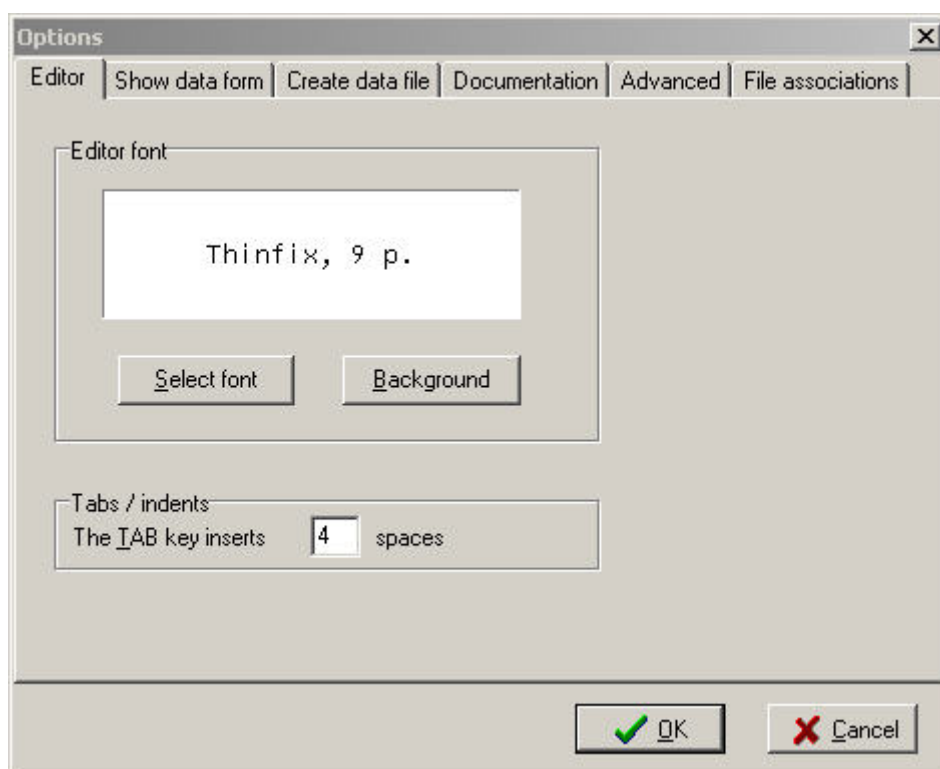 Options
Editor Show data form Create data file Documentation Advanced File associations
Editor font
Thinfix, 9 p.
Select font Background
Tabs / indents
The TAB key inserts 4 spaces
OK Cancel